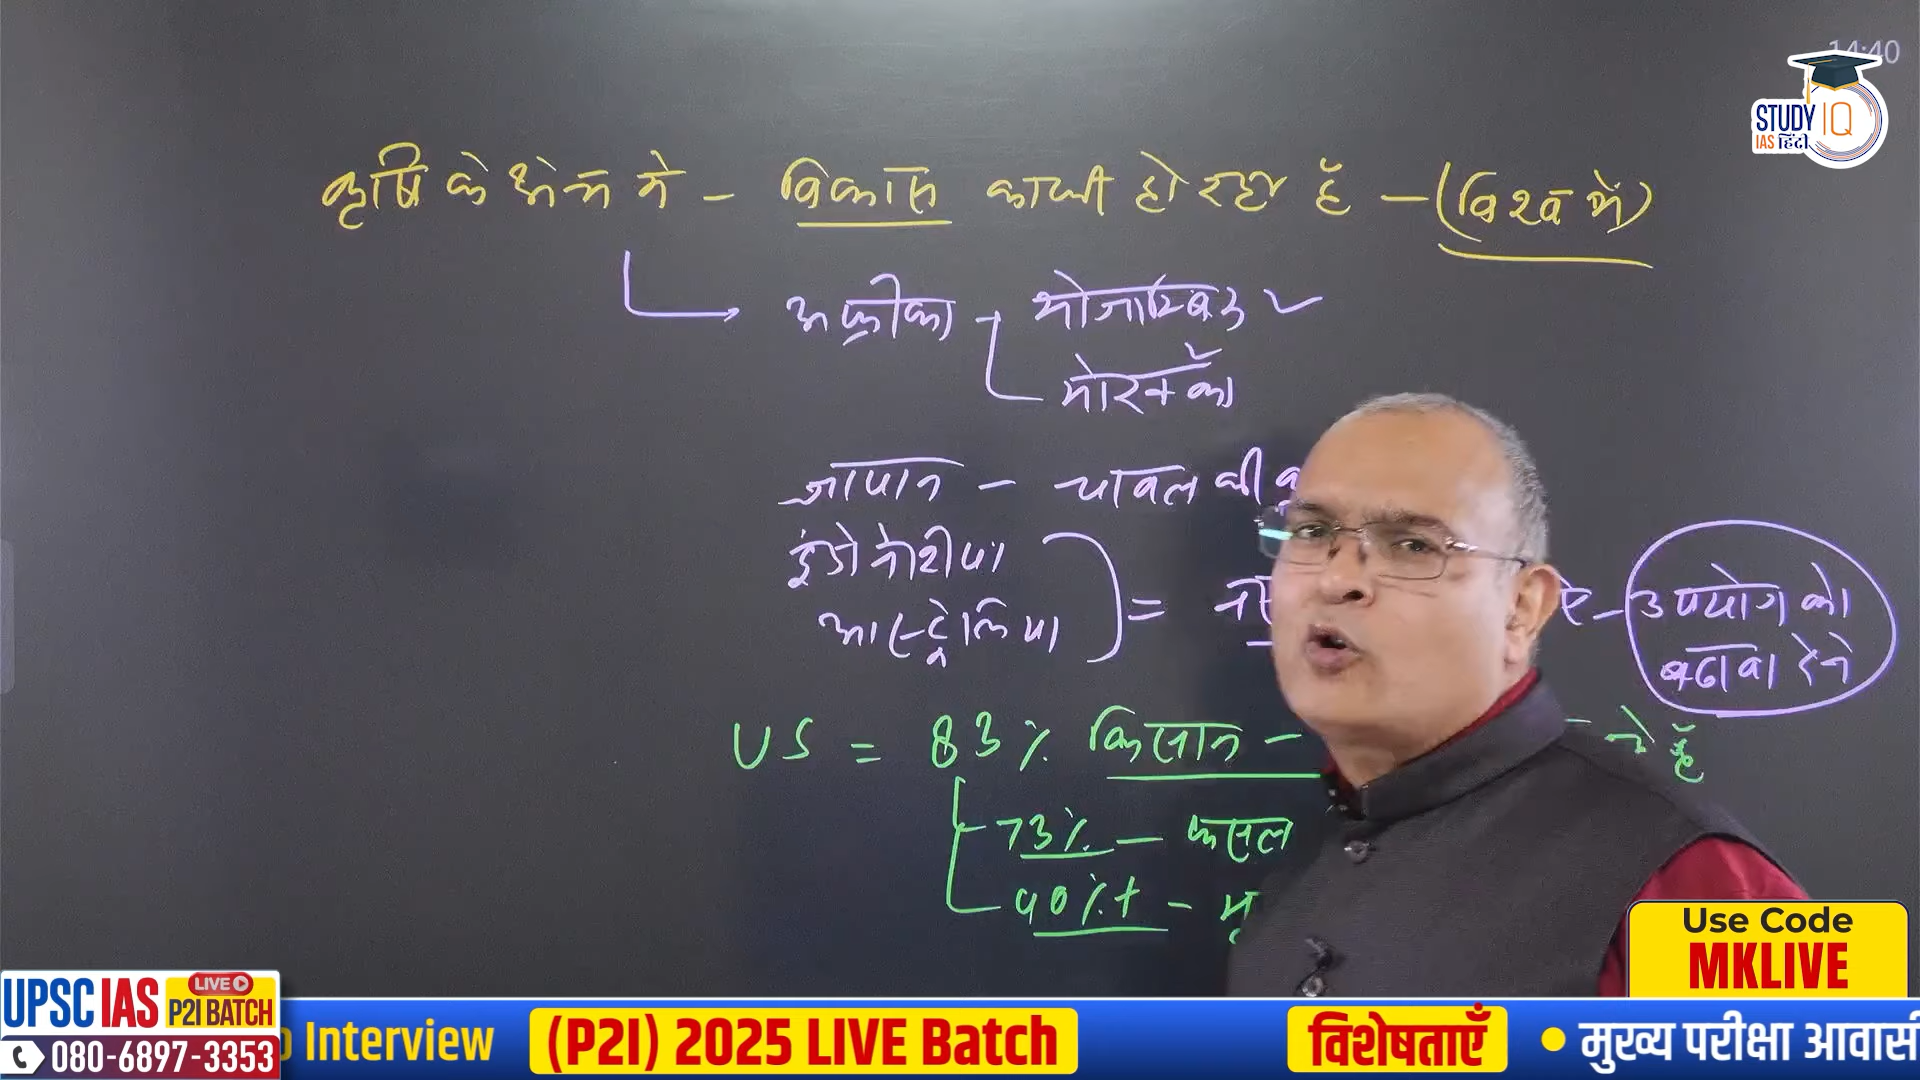 14:40
STUDY IQ
IAS हिंदी
कृषि के क्षेत्र में - विकास काफी हो रहा है - (विश्व में)
अफ्रीका - मोजाम्बिक ✓
मोरक्को
जापान - चावल की
इंडोनेशिया
आस्ट्रेलिया =
उपयोग को
बढावा देने
US = 83% किसान - ते हैं
73% - फसल
40%+ -
Use Code
MKLIVE
UPSC IAS LIVE P2I BATCH
080-6897-3353
Interview (P2I) 2025 LIVE Batch विशेषताएँ • मुख्य परीक्षा